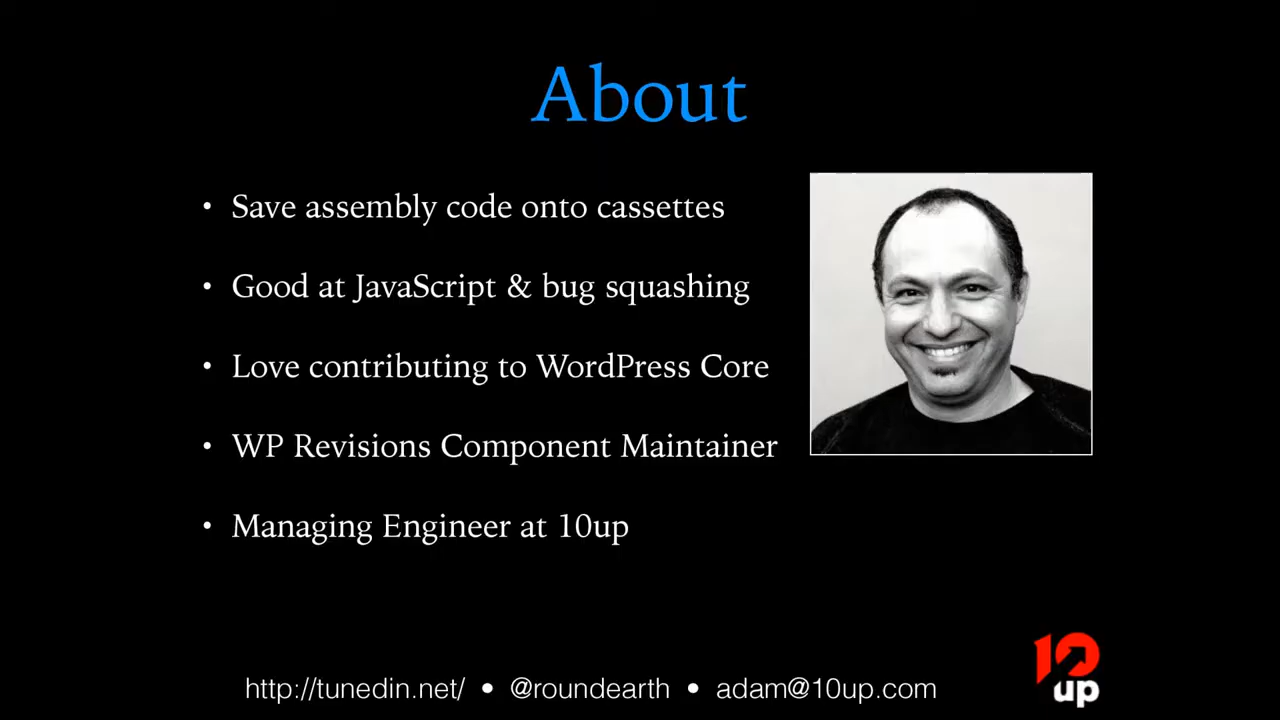 About
• Save assembly code onto cassettes
• Good at JavaScript & bug squashing
• Love contributing to WordPress Core
• WP Revisions Component Maintainer
• Managing Engineer at 10up
http://tunedin.net/ • @roundearth • adam@10up.com
10
up